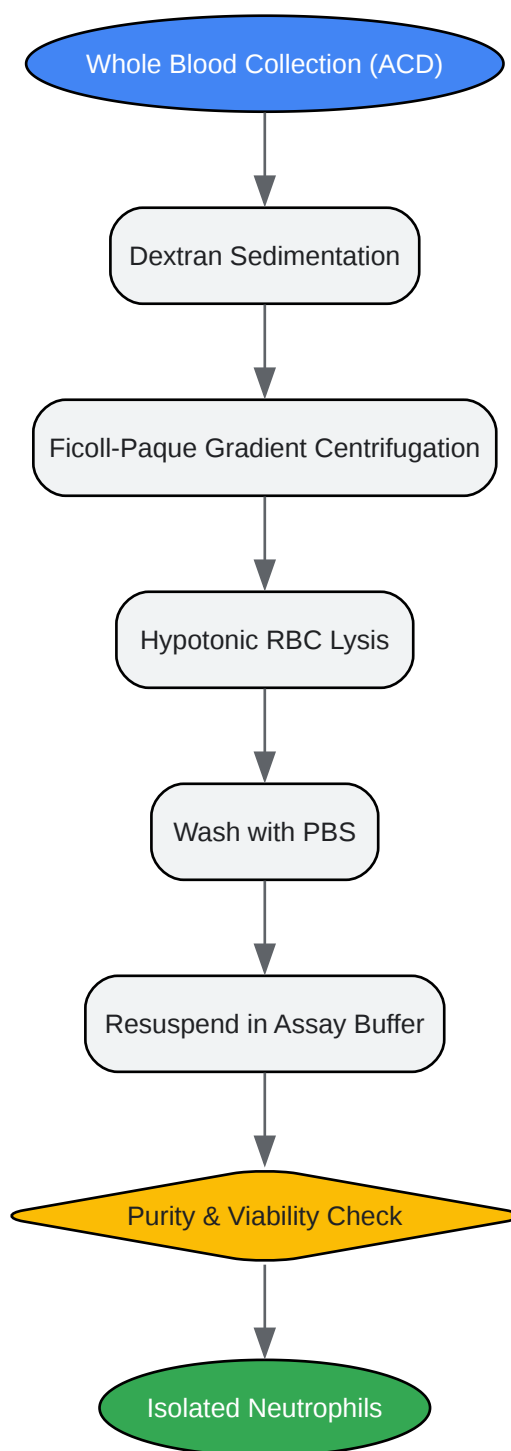 Whole Blood Collection (ACD)
Dextran Sedimentation
Ficoll-Paque Gradient Centrifugation
Hypotonic RBC Lysis
Wash with PBS
Resuspend in Assay Buffer
Purity & Viability Check
Isolated Neutrophils